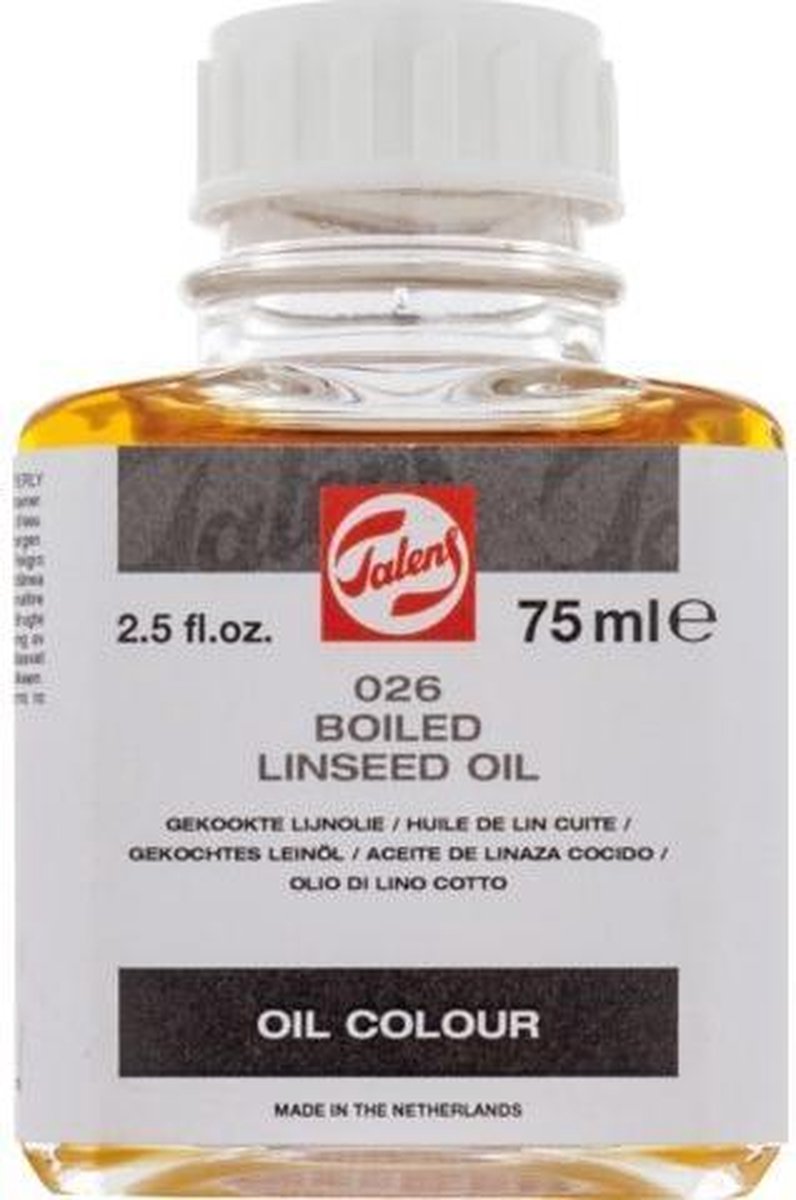 Talens
2.5 fl.oz.
75 ml ℮
026
BOILED
LINSEED OIL
GEKOOKTE LIJNOLIE / HUILE DE LIN CUITE /
GEKOCHTES LEINÖL / ACEITE DE LINAZA COCIDO /
OLIO DI LINO COTTO
OIL COLOUR
MADE IN THE NETHERLANDS